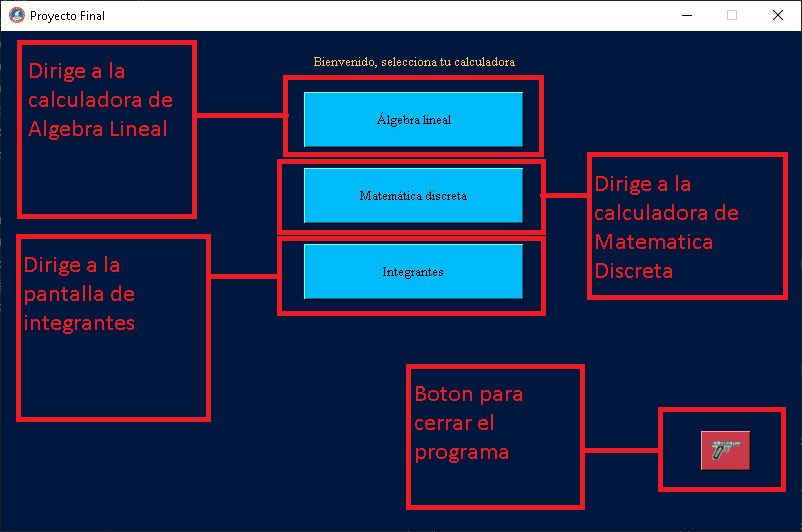 Proyecto Final
Bienvenido, selecciona tu calculadora
Dirige a la
calculadora de
Algebra Lineal
Álgebra lineal
Matemática discreta
Dirige a la
calculadora de
Matematica
Discreta
Dirige a la
pantalla de
integrantes
Integrantes
Boton para
cerrar el
programa